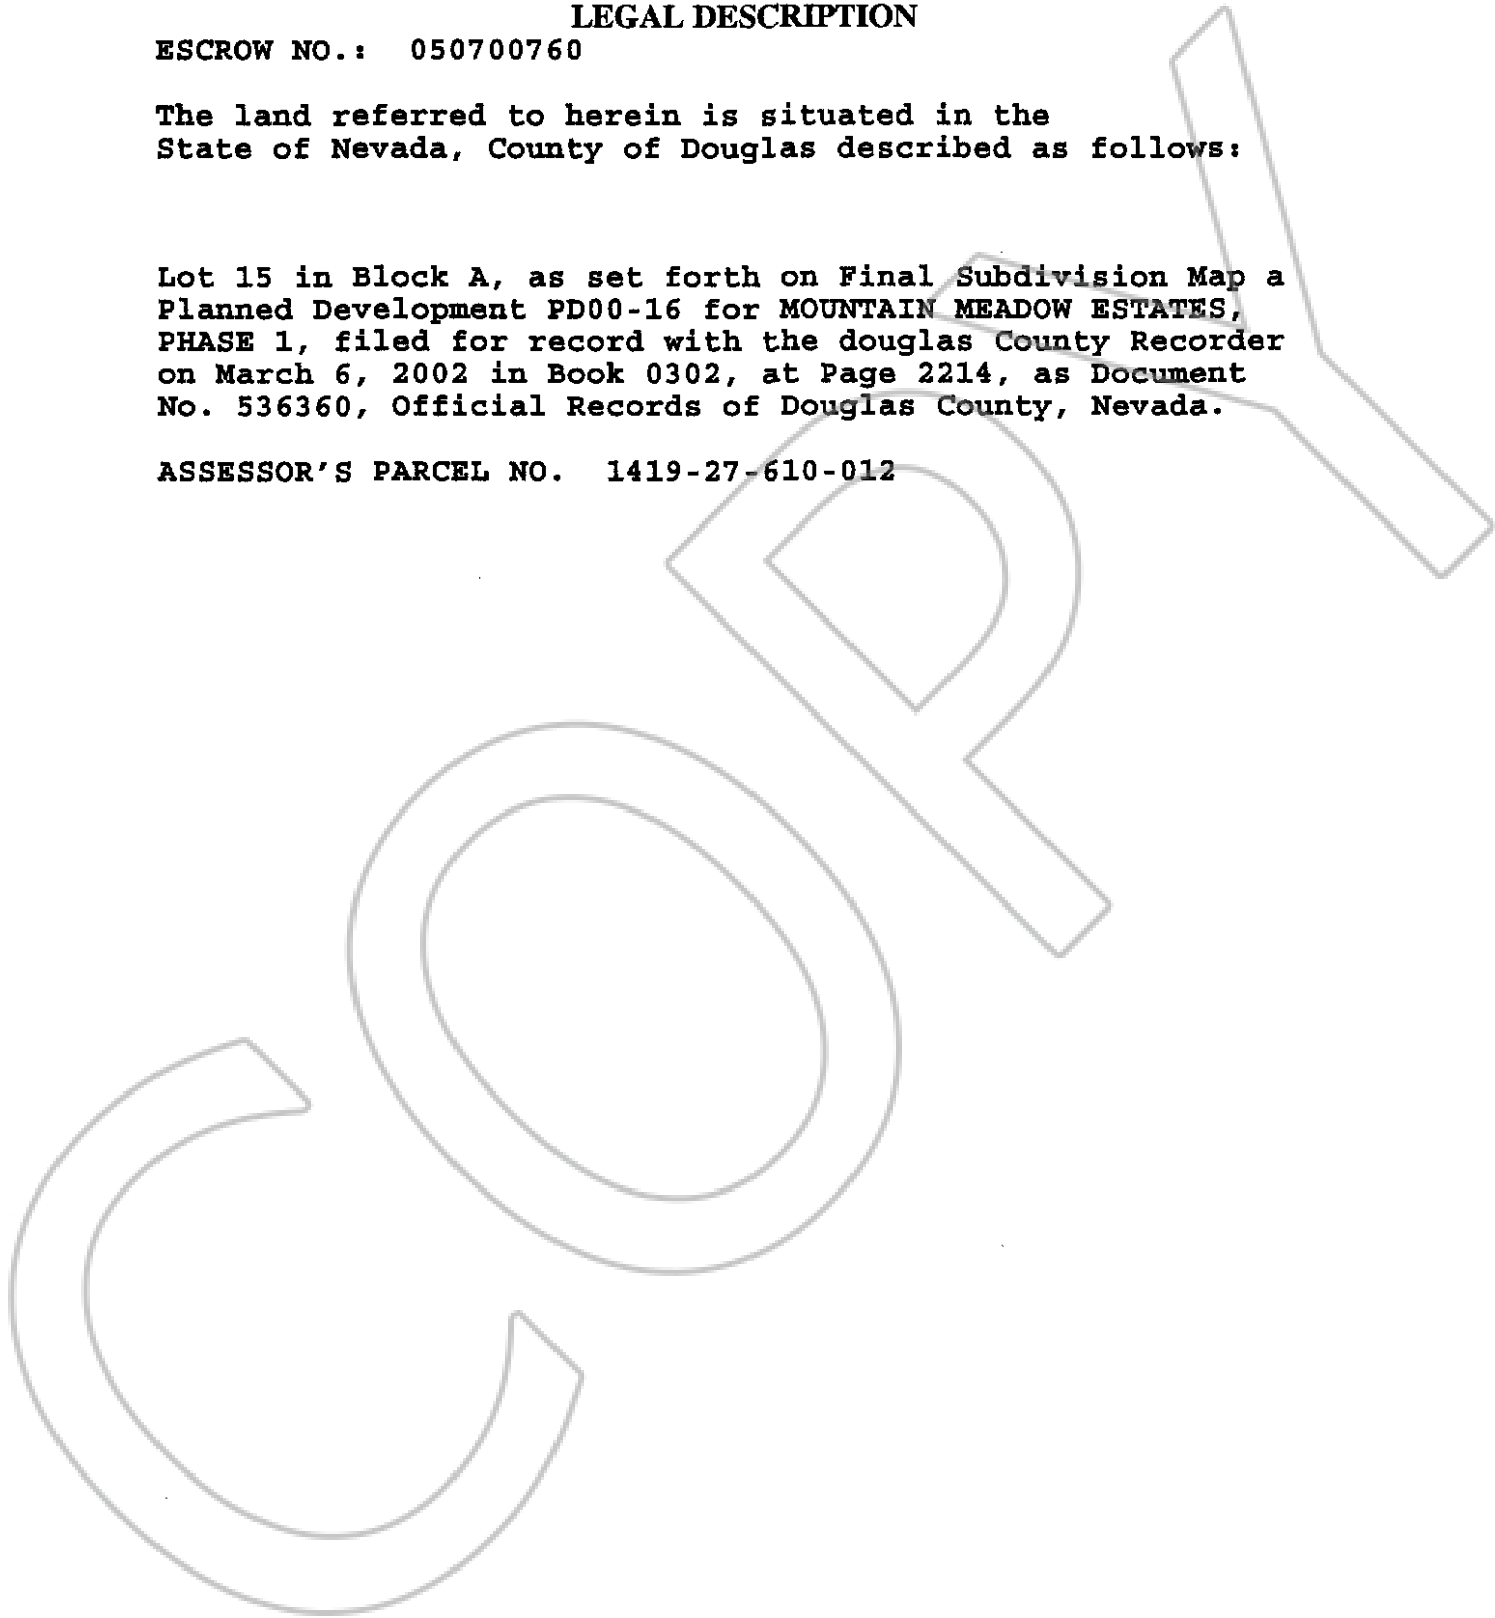 LEGAL DESCRIPTION
ESCROW NO.: 050700760
The land referred to herein is situated in the
State of Nevada, County of Douglas described as follows:
Lot 15 in Block A, as set forth on Final Subdivision Map a
Planned Development PD00-16 for MOUNTAIN MEADOW ESTATES,
PHASE 1, filed for record with the douglas County Recorder
on March 6, 2002 in Book 0302, at Page 2214, as Document
No. 536360, Official Records of Douglas County, Nevada.
ASSESSOR'S PARCEL NO. 1419-27-610-012
COPY